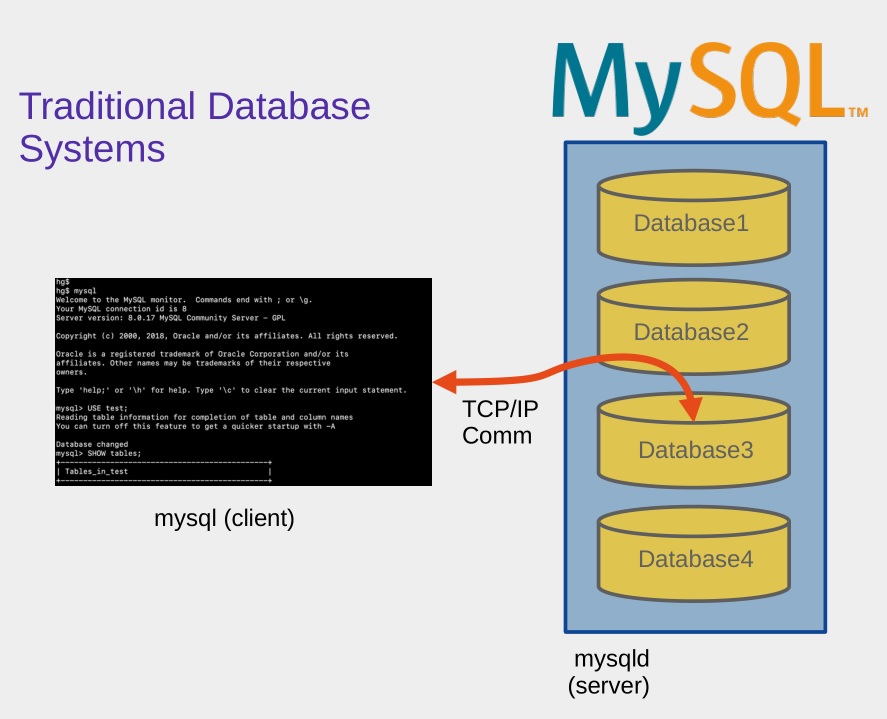 Traditional Database
Systems
MySQL™
hg$
hg$ mysql
Welcome to the MySQL monitor.  Commands end with ; or \g.
Your MySQL connection id is 8
Server version: 8.0.17 MySQL Community Server - GPL
Copyright (c) 2000, 2018, Oracle and/or its affiliates. All rights reserved.
Oracle is a registered trademark of Oracle Corporation and/or its
affiliates. Other names may be trademarks of their respective
owners.
Type 'help;' or '\h' for help. Type '\c' to clear the current input statement.
mysql> USE test;
Reading table information for completion of table and column names
You can turn off this feature to get a quicker startup with -A
Database changed
mysql> SHOW tables;
+----------------------------------------------+
| Tables_in_test                               |
+----------------------------------------------+
mysql (client)
TCP/IP
Comm
Database1
Database2
Database3
Database4
mysqld
(server)